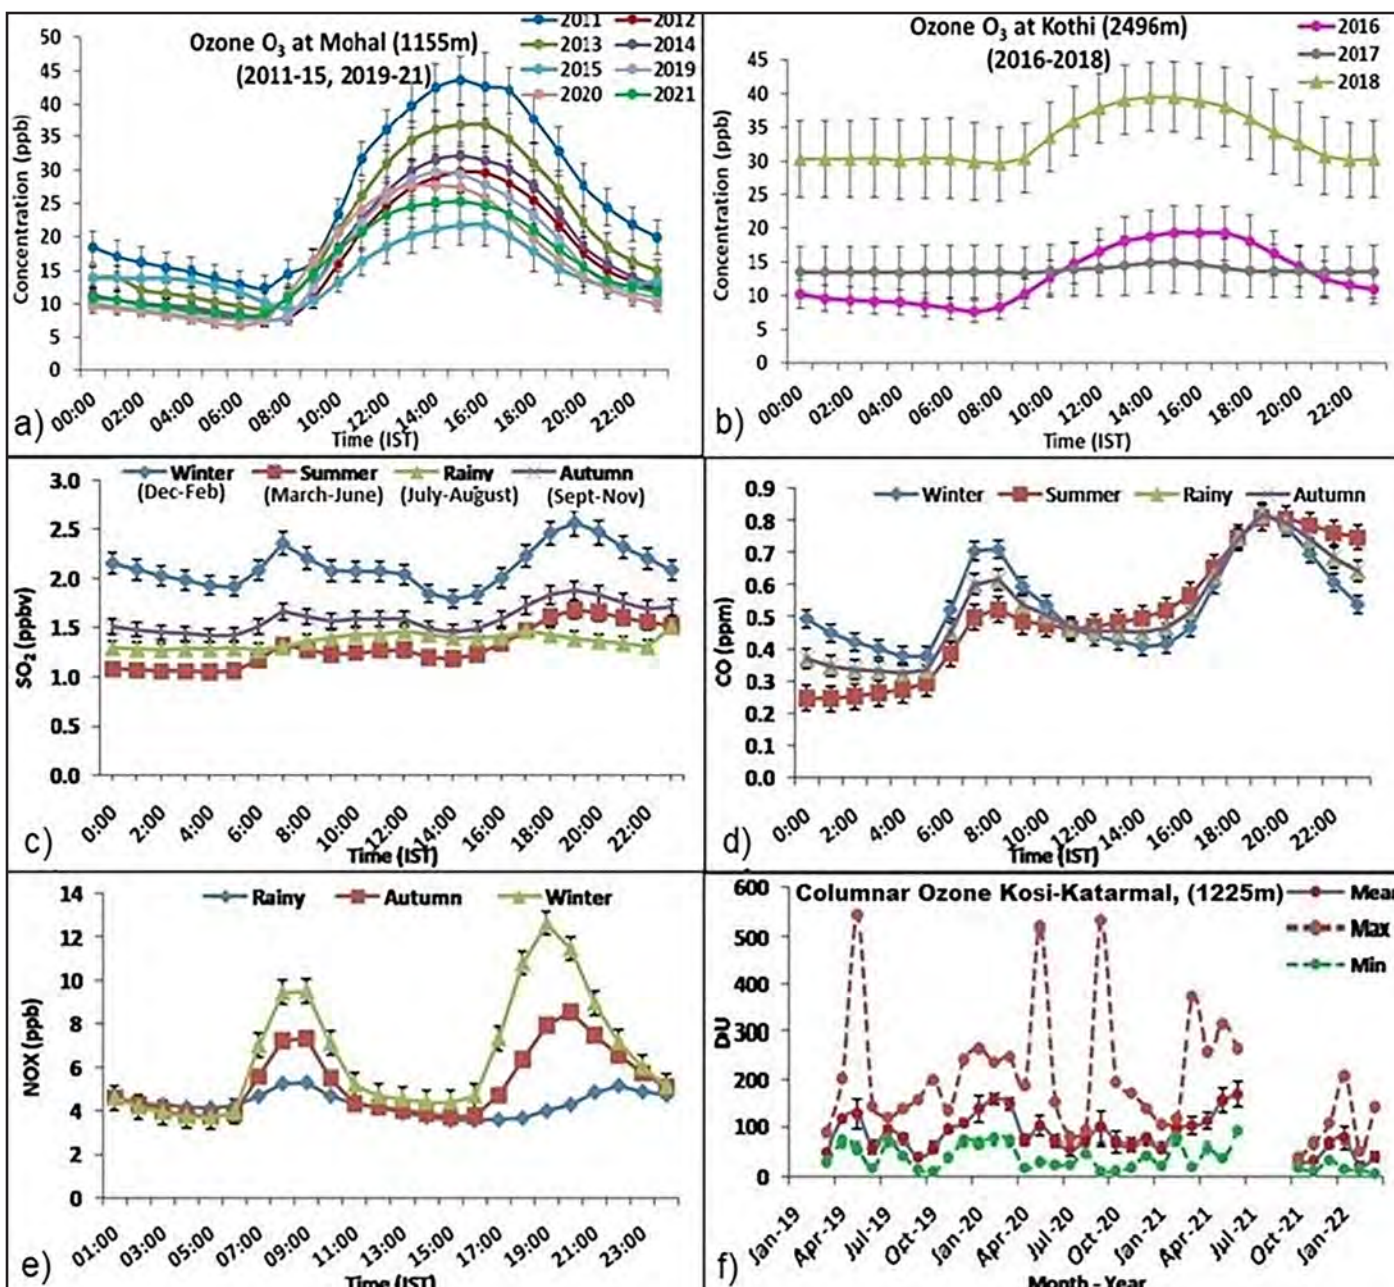 Ozone O3 at Mohal (1155m)
(2011-15, 2019-21)
2011 2012
2013 2014
2015 2019
2020 2021
Concentration (ppb)
50
45
40
35
30
25
20
15
10
5
0
00:00 02:00 04:00 06:00 08:00 10:00 12:00 14:00 16:00 18:00 20:00 22:00
Time (IST)
a)
Ozone O3 at Kothi (2496m)
(2016-2018)
2016
2017
2018
Concentration (ppb)
45
40
35
30
25
20
15
10
5
0
00:00 02:00 04:00 06:00 08:00 10:00 12:00 14:00 16:00 18:00 20:00 22:00
Time (IST)
b)
Winter Summer Rainy Autumn
(Dec-Feb) (March-June) (July-August) (Sept-Nov)
SO2 (ppbv)
3.0
2.5
2.0
1.5
1.0
0.5
0.0
0:00 2:00 4:00 6:00 8:00 10:00 12:00 14:00 16:00 18:00 20:00 22:00
Time (IST)
c)
Winter Summer Rainy Autumn
CO (ppm)
0.9
0.8
0.7
0.6
0.5
0.4
0.3
0.2
0.1
0.0
0:00 2:00 4:00 6:00 8:00 10:00 12:00 14:00 16:00 18:00 20:00 22:00
Time (IST)
d)
Rainy Autumn Winter
NOX (ppb)
14
12
10
8
6
4
2
0
01:00 03:00 05:00 07:00 09:00 11:00 13:00 15:00 17:00 19:00 21:00 23:00
Time (IST)
e)
Columnar Ozone Kosi-Katarmal, (1225m)
Mean
Max
Min
DU
600
500
400
300
200
100
0
Jan-19 Apr-19 Jul-19 Oct-19 Jan-20 Apr-20 Jul-20 Oct-20 Jan-21 Apr-21 Jul-21 Oct-21 Jan-22
Month - Year
f)